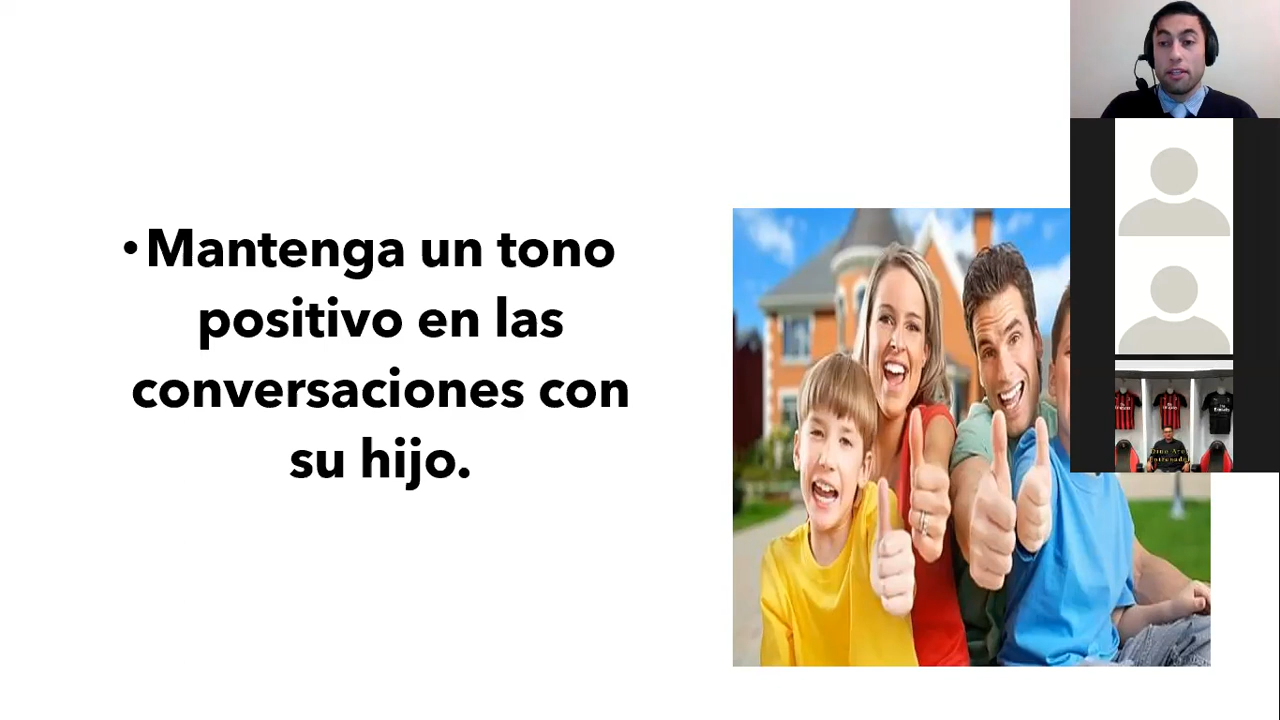 •Mantenga un tono
positivo en las
conversaciones con
su hijo.